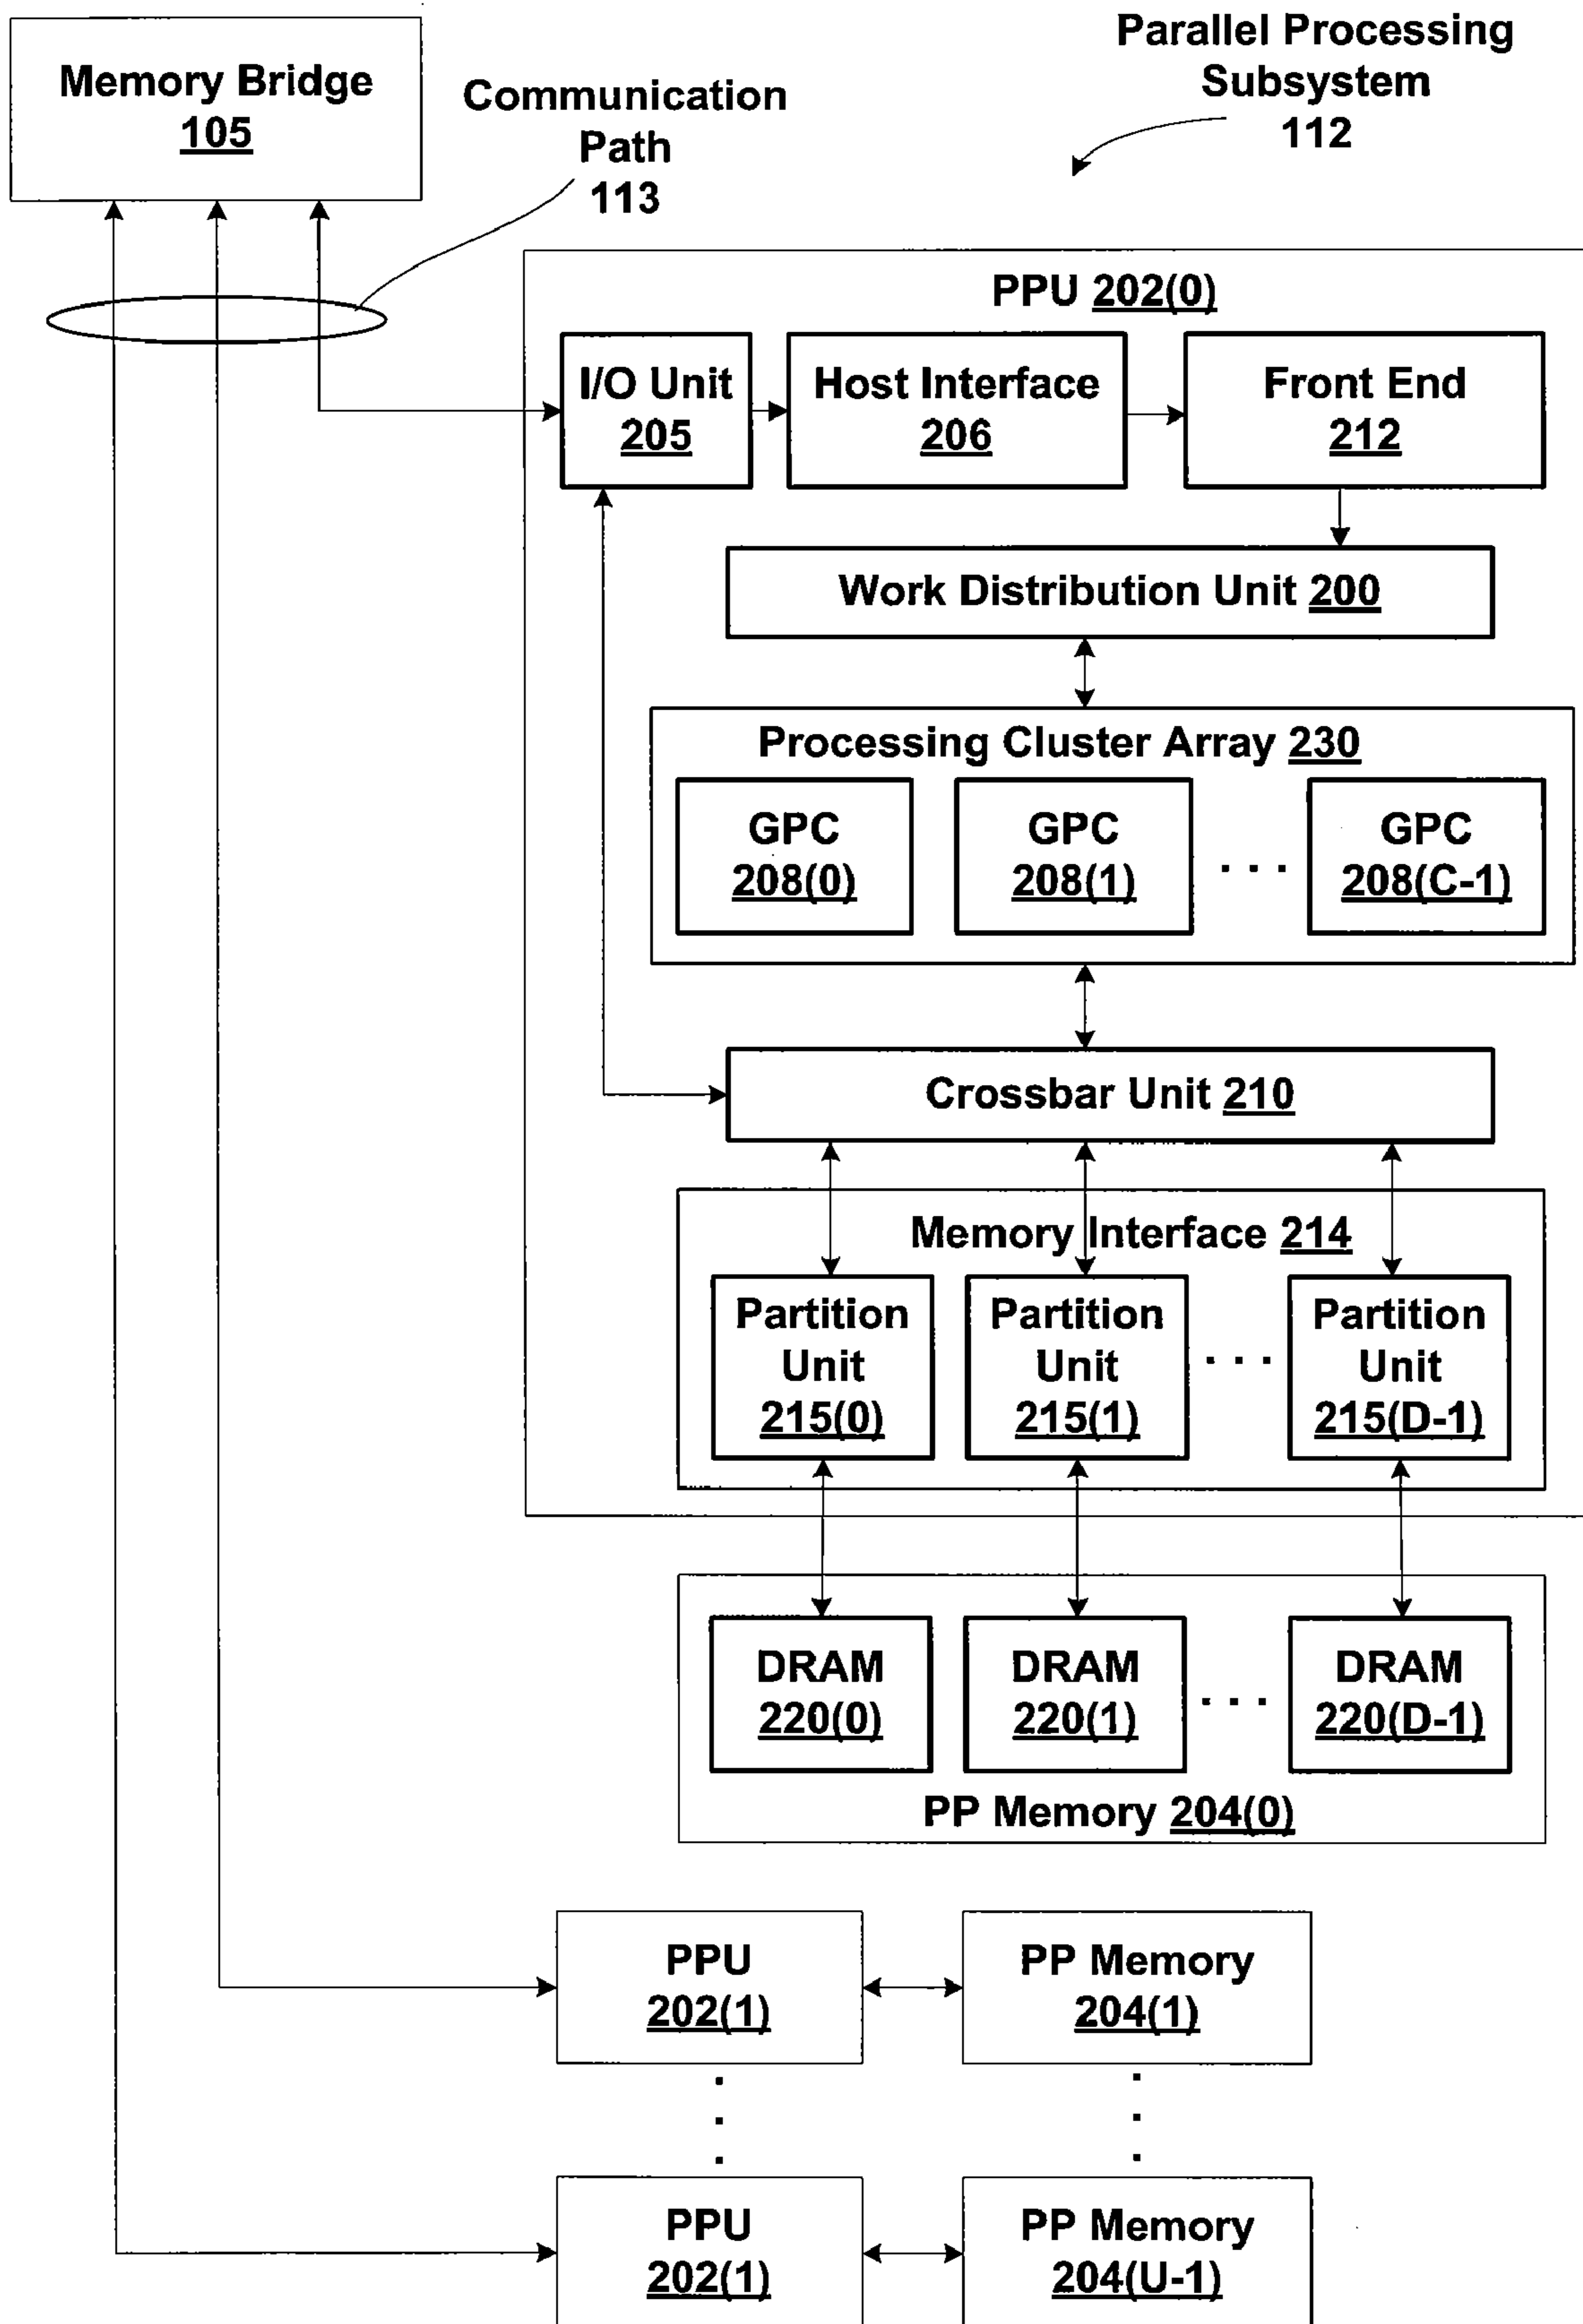 Memory Bridge
105
Communication
Path
113
Parallel Processing
Subsystem
112
PPU 202(0)
I/O Unit
205
Host Interface
206
Front End
212
Work Distribution Unit 200
Processing Cluster Array 230
GPC
208(0)
GPC
208(1)
. . .
GPC
208(C-1)
Crossbar Unit 210
Memory Interface 214
Partition
Unit
215(0)
Partition
Unit
215(1)
. . .
Partition
Unit
215(D-1)
DRAM
220(0)
DRAM
220(1)
. . .
DRAM
220(D-1)
PP Memory 204(0)
PPU
202(1)
PP Memory
204(1)
PPU
202(1)
PP Memory
204(U-1)